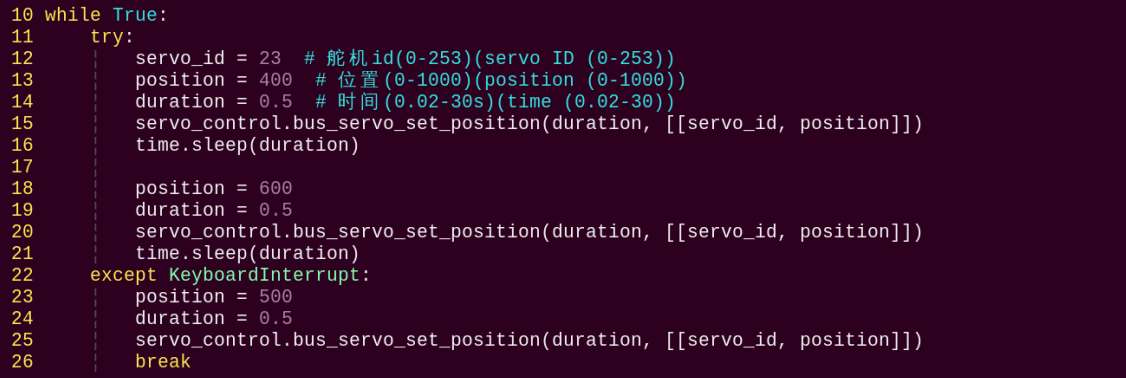 10 while True:
11     try:
12         servo_id = 23  # 舵机id(0-253)(servo ID (0-253))
13         position = 400  # 位置(0-1000)(position (0-1000))
14         duration = 0.5  # 时间(0.02-30s)(time (0.02-30))
15         servo_control.bus_servo_set_position(duration, [[servo_id, position]])
16         time.sleep(duration)
17
18         position = 600
19         duration = 0.5
20         servo_control.bus_servo_set_position(duration, [[servo_id, position]])
21         time.sleep(duration)
22     except KeyboardInterrupt:
23         position = 500
24         duration = 0.5
25         servo_control.bus_servo_set_position(duration, [[servo_id, position]])
26         break